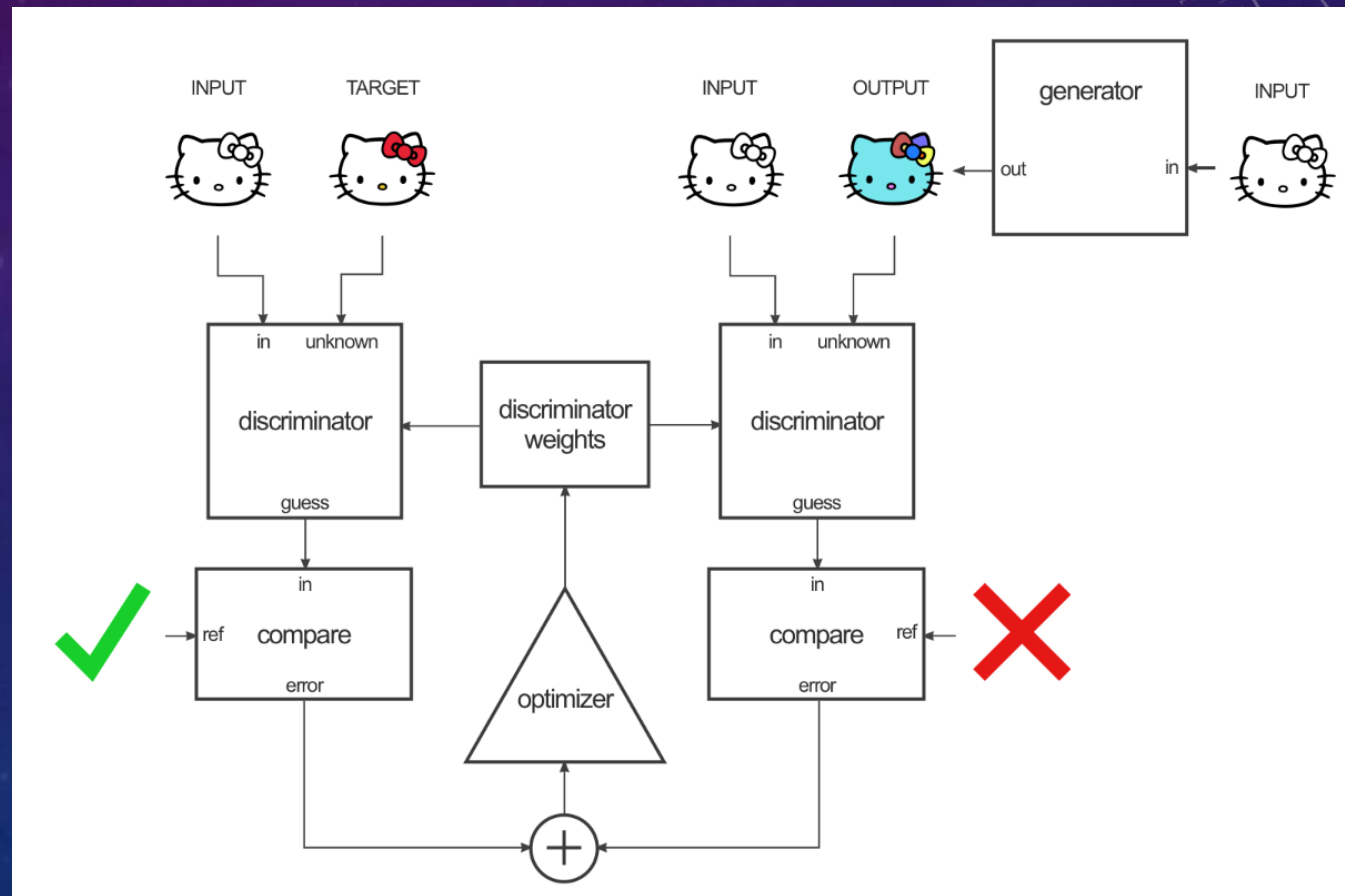 INPUT
TARGET
INPUT
OUTPUT
generator
INPUT
out
in
in
unknown
in
unknown
discriminator
discriminator
weights
discriminator
guess
guess
in
in
ref
compare
compare
ref
error
optimizer
error